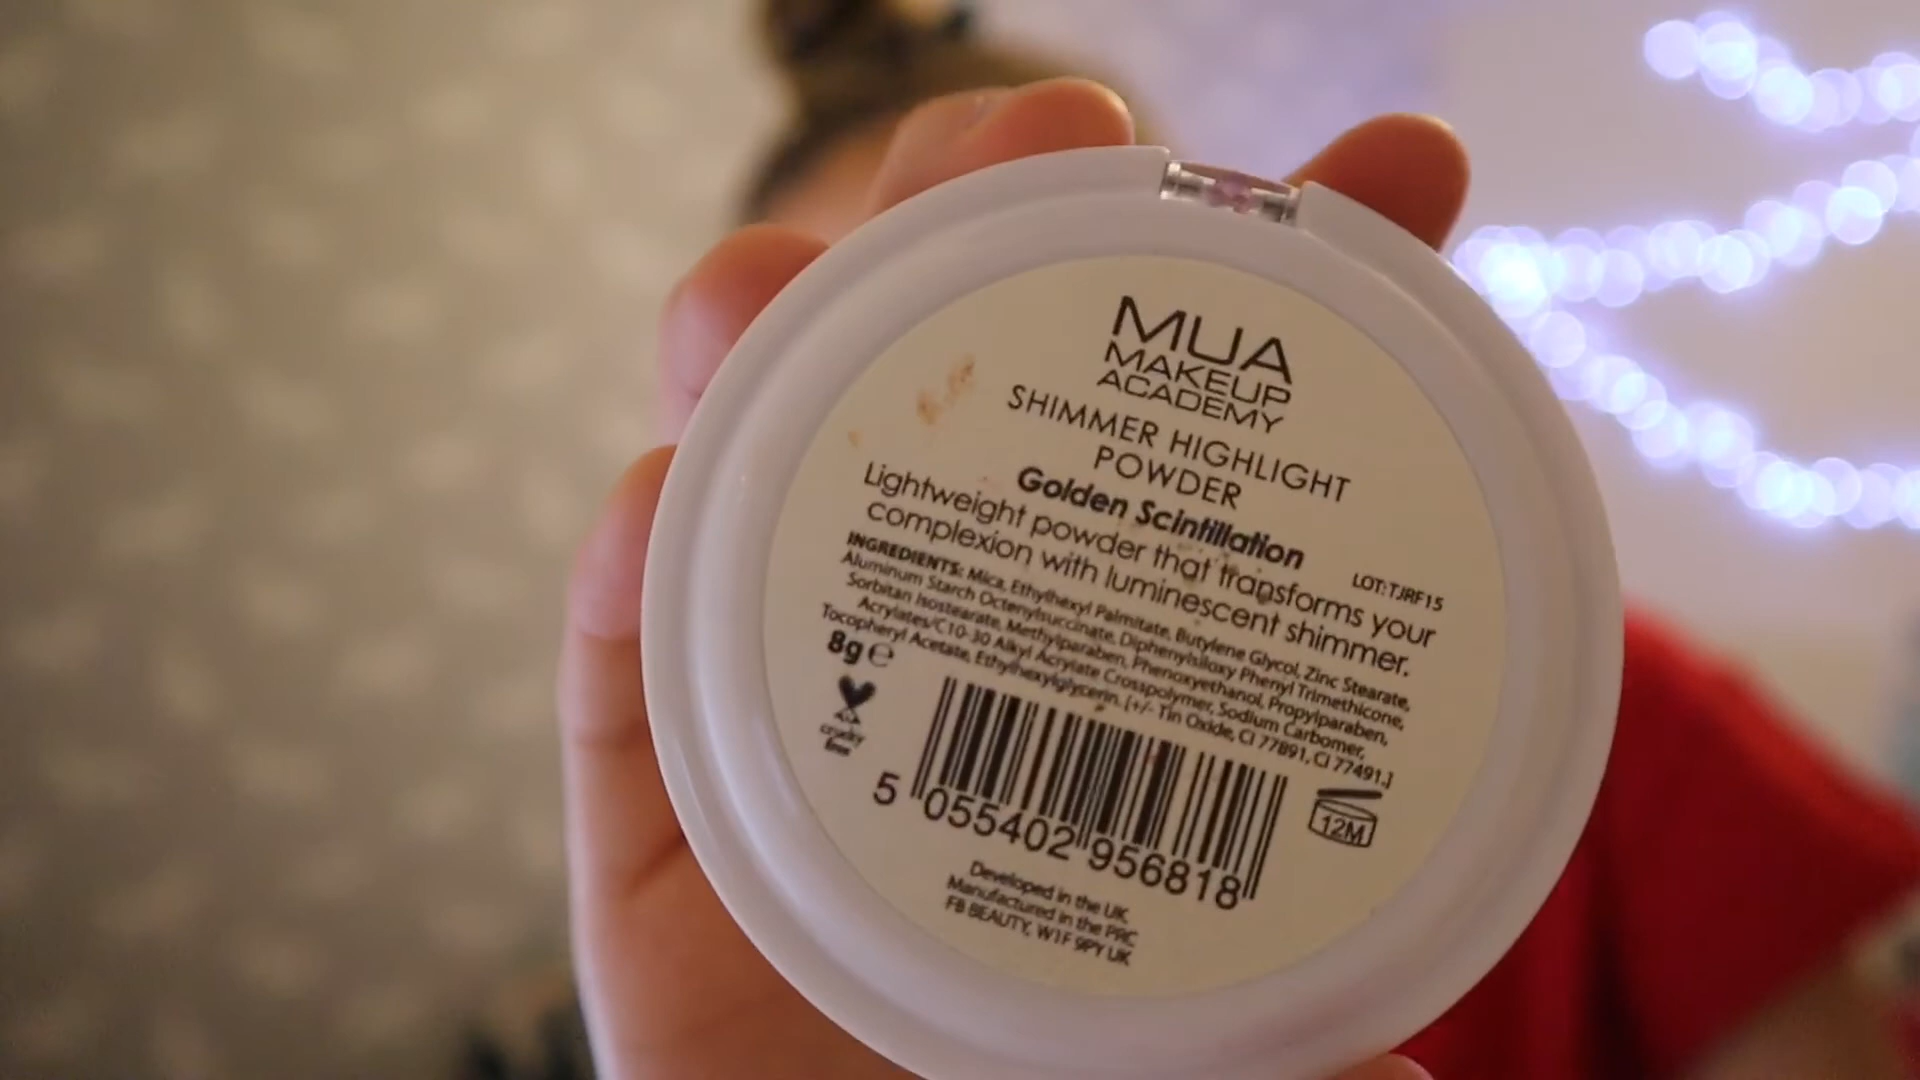 MUA
MAKEUP
ACADEMY
SHIMMER HIGHLIGHT
POWDER
Golden Scintillation
LOT:TJRF15
Lightweight powder that transforms your
complexion with luminescent shimmer.
INGREDIENTS: Mica, Ethylhexyl Palmitate, Butylene Glycol, Zinc Stearate,
Aluminum Starch Octenylsuccinate, Diphenylsiloxy Phenyl Trimethicone,
Sorbitan Isostearate, Methylparaben, Phenoxyethanol, Propylparaben,
Acrylates/C10-30 Alkyl Acrylate Crosspolymer, Sodium Carbomer,
Tocopheryl Acetate, Ethylhexylglycerin. [+/- Tin Oxide, CI 77891, CI 77491.]
8g e
cruelty
free
12M
5 055402 956818
Developed in the UK
Manufactured in the PRC
FB BEAUTY, W1F 9PY UK